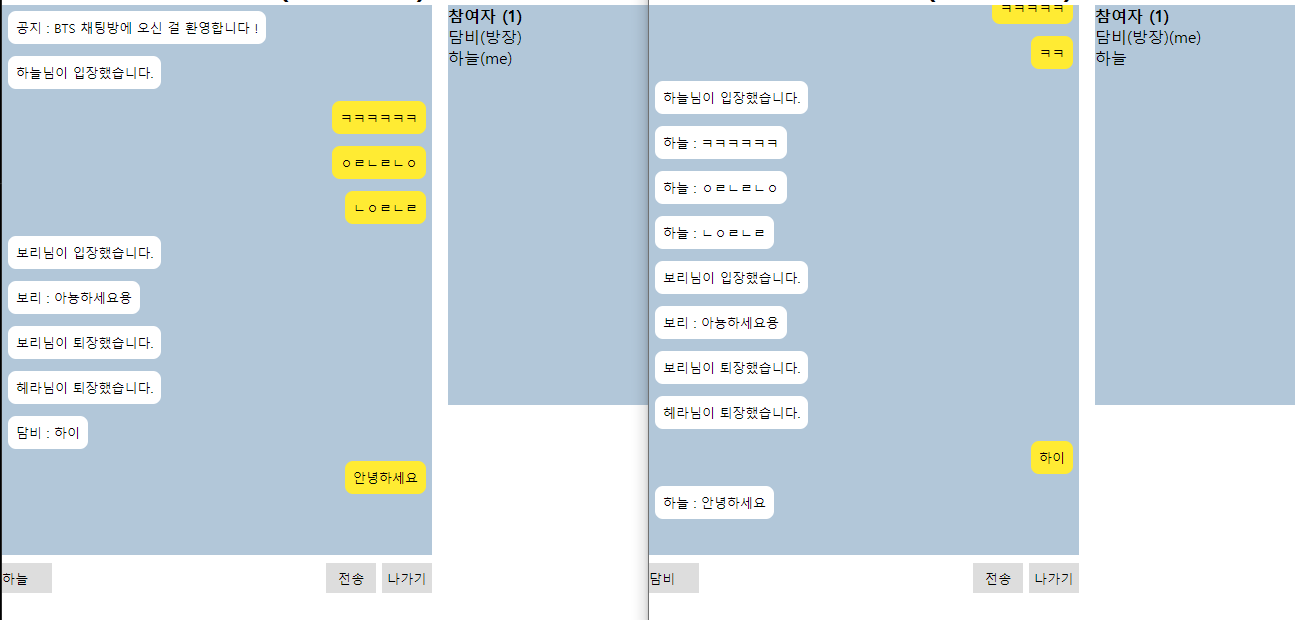 공지 : BTS 채팅방에 오신 걸 환영합니다 !
하늘님이 입장했습니다.
ㅋㅋㅋㅋㅋㅋ
ㅇㄹㄴㄹㄴㅇ
ㄴㅇㄹㄴㄹ
보리님이 입장했습니다.
보리 : 아뇽하세요용
보리님이 퇴장했습니다.
헤라님이 퇴장했습니다.
담비 : 하이
안녕하세요
하늘
전송
나가기
참여자 (1)
담비(방장)
하늘(me)
ㅋㅋㅋㅋㅋ
ㅋㅋ
하늘님이 입장했습니다.
하늘 : ㅋㅋㅋㅋㅋㅋ
하늘 : ㅇㄹㄴㄹㄴㅇ
하늘 : ㄴㅇㄹㄴㄹ
보리님이 입장했습니다.
보리 : 아뇽하세요용
보리님이 퇴장했습니다.
헤라님이 퇴장했습니다.
하이
하늘 : 안녕하세요
담비
전송
나가기
참여자 (1)
담비(방장)(me)
하늘